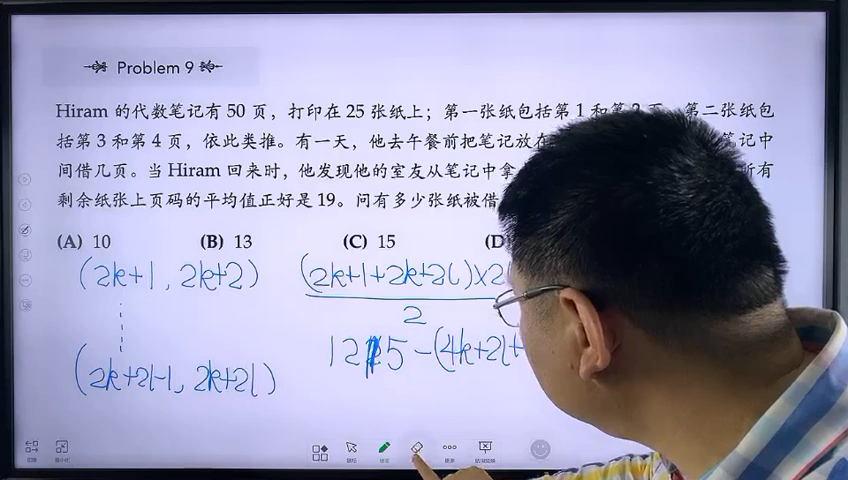 Problem 9
Hiram 的代数笔记有 50 页，打印在 25 张纸上；第一张纸包括第 1 和第 2 页，第二张纸包
括第 3 和第 4 页，依此类推。有一天，他去午餐前把笔记放在 笔记中
间借几页。当 Hiram 回来时，他发现他的室友从笔记中拿 所有
剩余纸张上页码的平均值正好是 19。问有多少张纸被借
(A) 10 (B) 13 (C) 15 (D
(2k+1, 2k+2) (2k+1+2k+2l)×2
2
1275-(4k+2l+
(2k+2l-1, 2k+2l)